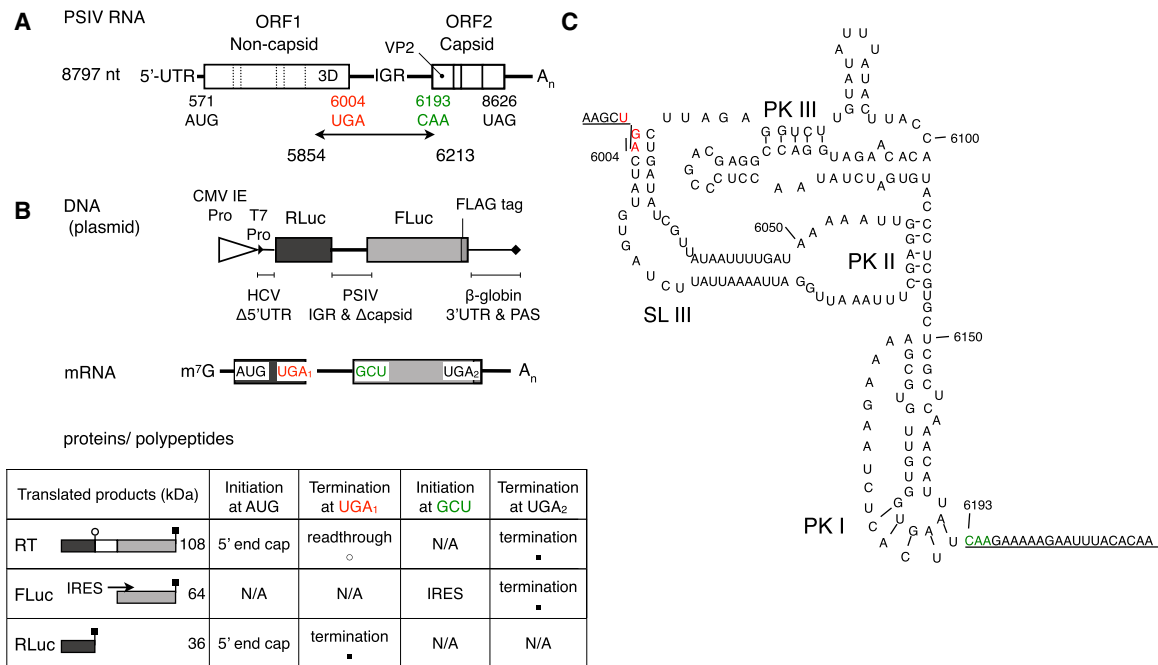 A
PSIV RNA
ORF1
Non-capsid
ORF2
Capsid
VP2
8797 nt
5'-UTR
3D
IGR
An
571
AUG
6004
UGA
6193
CAA
8626
UAG
5854
6213
B
DNA
(plasmid)
CMV IE
Pro
T7
Pro
RLuc
FLuc
FLAG tag
HCV
Δ5'UTR
PSIV
IGR & Δcapsid
β-globin
3'UTR & PAS
mRNA
m7G
AUG
UGA1
GCU
UGA2
An
proteins/ polypeptides
Translated products (kDa)
Initiation
at AUG
Termination
at UGA1
Initiation
at GCU
Termination
at UGA2
RT
108
5' end cap
readthrough
N/A
termination
FLuc
IRES
64
N/A
N/A
IRES
termination
RLuc
36
5' end cap
termination
N/A
N/A
C
PK III
AAGCU
UUAGA
6004
6100
6050
PK II
AUAAUUUUGAU
UAUUAAAAUUA
SL III
6150
PK I
6193
CAAGAAAAAGAAUUUACACAA